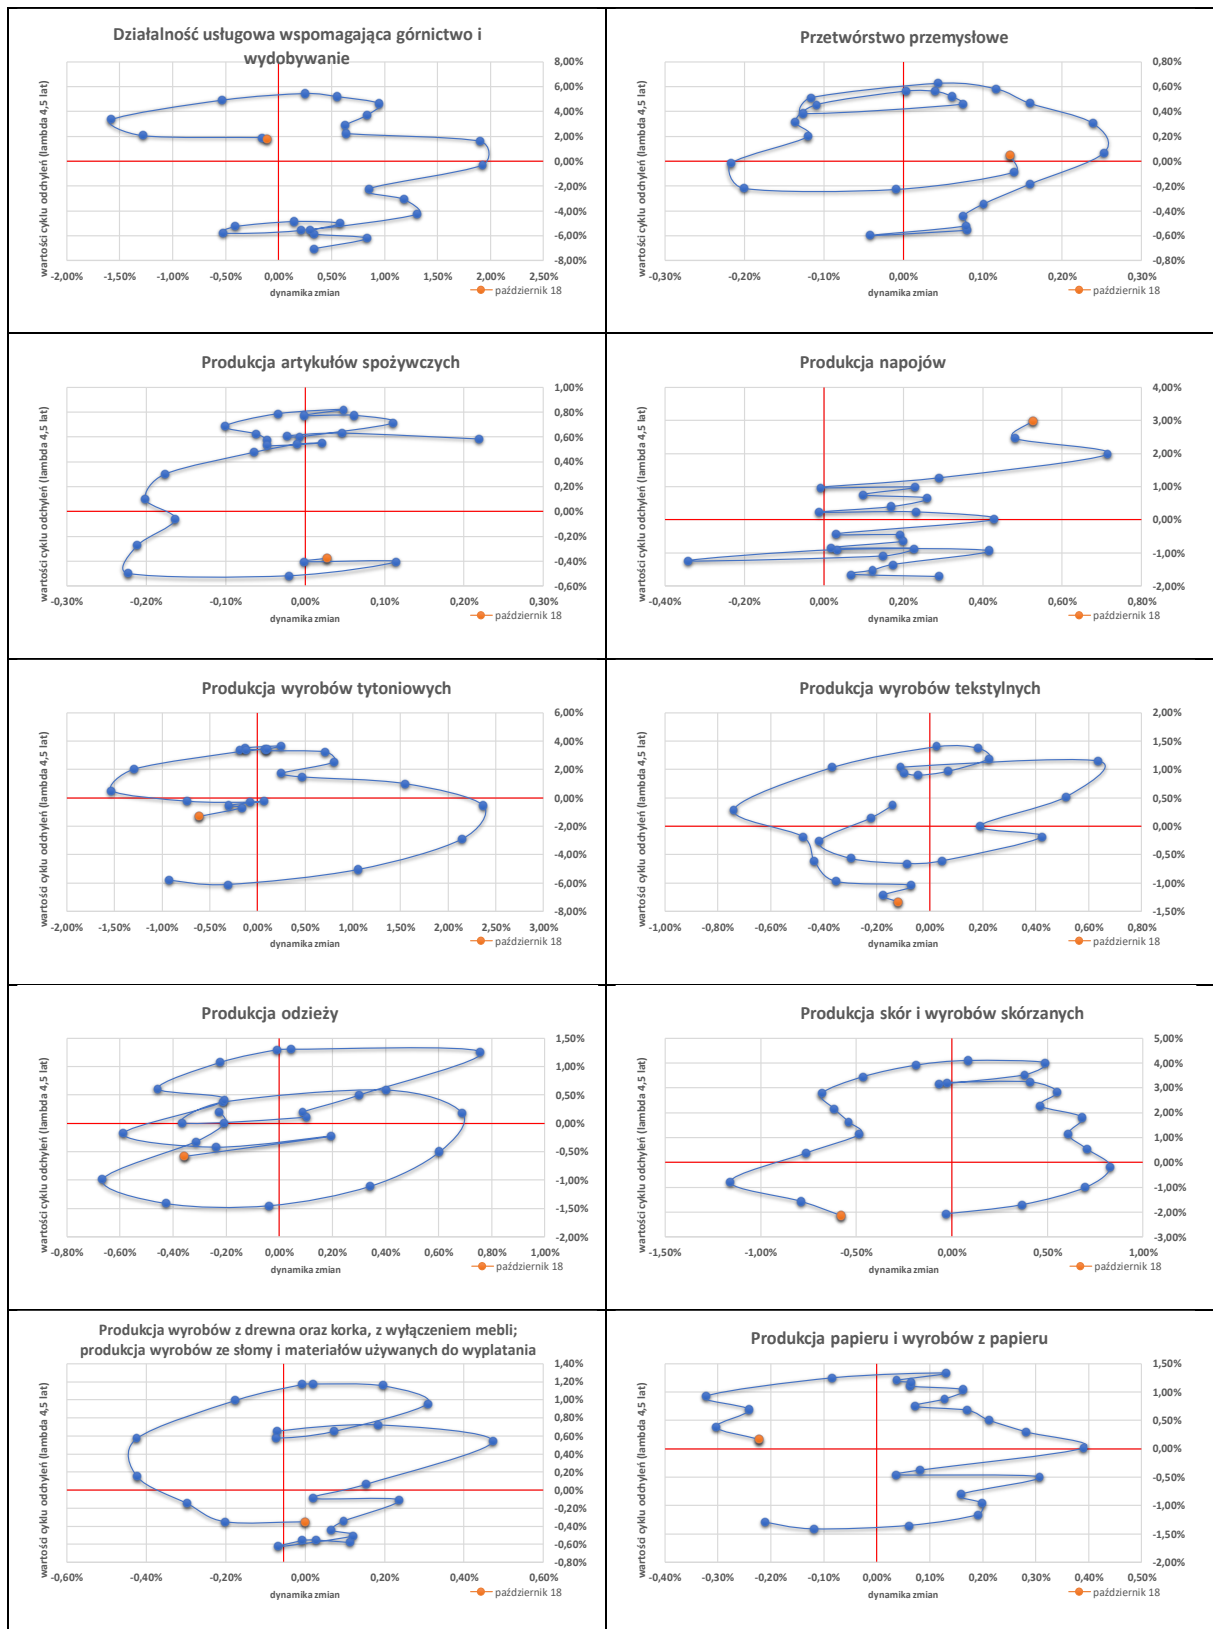 Działalność usługowa wspomagająca górnictwo i
wydobywanie
wartości cyklu odchyleń (lambda 4,5 lat)
8,00%
6,00%
4,00%
2,00%
0,00%
-2,00%
-4,00%
-6,00%
-8,00%
-2,00% -1,50% -1,00% -0,50% 0,00% 0,50% 1,00% 1,50% 2,00% 2,50%
dynamika zmian
październik 18
Przetwórstwo przemysłowe
wartości cyklu odchyleń (lambda 4,5 lat)
0,80%
0,60%
0,40%
0,20%
0,00%
-0,20%
-0,40%
-0,60%
-0,80%
-0,30% -0,20% -0,10% 0,00% 0,10% 0,20% 0,30%
dynamika zmian
październik 18
Produkcja artykułów spożywczych
wartości cyklu odchyleń (lambda 4,5 lat)
1,00%
0,80%
0,60%
0,40%
0,20%
0,00%
-0,20%
-0,40%
-0,60%
-0,30% -0,20% -0,10% 0,00% 0,10% 0,20% 0,30%
dynamika zmian
październik 18
Produkcja napojów
wartości cyklu odchyleń (lambda 4,5 lat)
4,00%
3,00%
2,00%
1,00%
0,00%
-1,00%
-2,00%
-0,40% -0,20% 0,00% 0,20% 0,40% 0,60% 0,80%
dynamika zmian
październik 18
Produkcja wyrobów tytoniowych
wartości cyklu odchyleń (lambda 4,5 lat)
6,00%
4,00%
2,00%
0,00%
-2,00%
-4,00%
-6,00%
-8,00%
-2,00% -1,50% -1,00% -0,50% 0,00% 0,50% 1,00% 1,50% 2,00% 2,50% 3,00%
dynamika zmian
październik 18
Produkcja wyrobów tekstylnych
wartości cyklu odchyleń (lambda 4,5 lat)
2,00%
1,50%
1,00%
0,50%
0,00%
-0,50%
-1,00%
-1,50%
-1,00% -0,80% -0,60% -0,40% -0,20% 0,00% 0,20% 0,40% 0,60% 0,80%
dynamika zmian
październik 18
Produkcja odzieży
wartości cyklu odchyleń (lambda 4,5 lat)
1,50%
1,00%
0,50%
0,00%
-0,50%
-1,00%
-1,50%
-2,00%
-0,80% -0,60% -0,40% -0,20% 0,00% 0,20% 0,40% 0,60% 0,80% 1,00%
dynamika zmian
październik 18
Produkcja skór i wyrobów skórzanych
wartości cyklu odchyleń (lambda 4,5 lat)
5,00%
4,00%
3,00%
2,00%
1,00%
0,00%
-1,00%
-2,00%
-3,00%
-1,50% -1,00% -0,50% 0,00% 0,50% 1,00%
dynamika zmian
październik 18
Produkcja wyrobów z drewna oraz korka, z wyłączeniem mebli;
produkcja wyrobów ze słomy i materiałów używanych do wyplatania
wartości cyklu odchyleń (lambda 4,5 lat)
1,40%
1,20%
1,00%
0,80%
0,60%
0,40%
0,20%
0,00%
-0,20%
-0,40%
-0,60%
-0,80%
-0,60% -0,40% -0,20% 0,00% 0,20% 0,40% 0,60%
dynamika zmian
październik 18
Produkcja papieru i wyrobów z papieru
wartości cyklu odchyleń (lambda 4,5 lat)
1,50%
1,00%
0,50%
0,00%
-0,50%
-1,00%
-1,50%
-2,00%
-0,40% -0,30% -0,20% -0,10% 0,00% 0,10% 0,20% 0,30% 0,40% 0,50%
dynamika zmian
październik 18